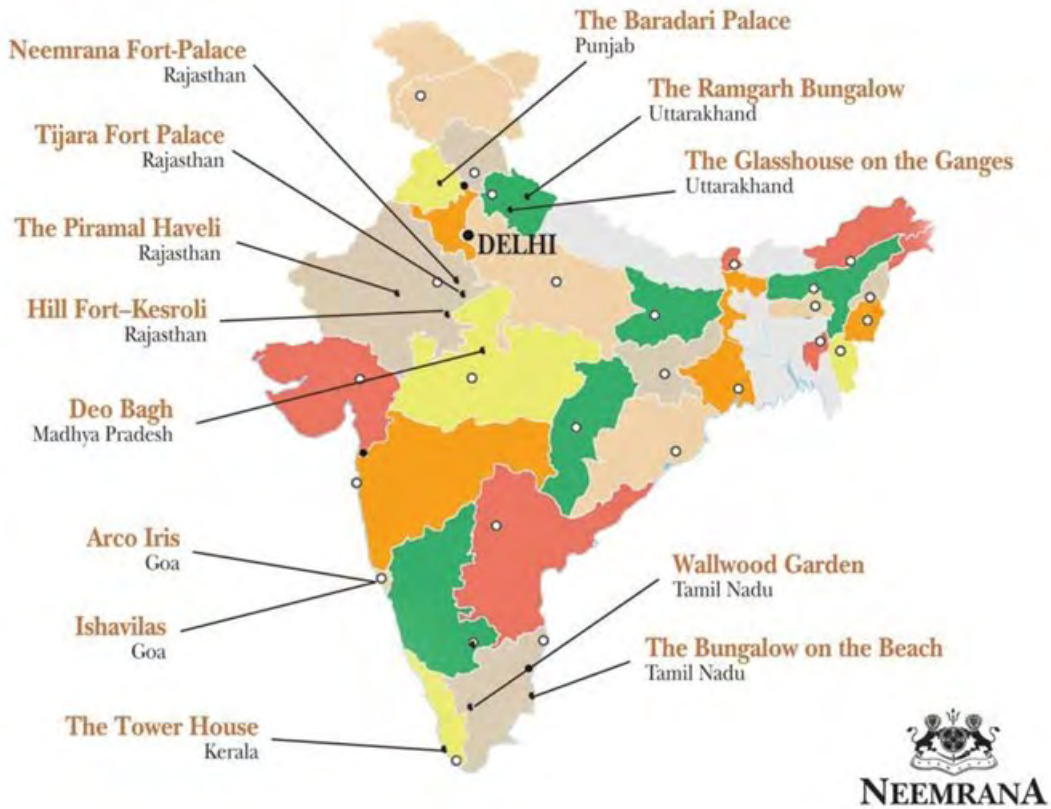 The Baradari Palace
Punjab
Neemrana Fort-Palace
Rajasthan
The Ramgarh Bungalow
Uttarakhand
Tijara Fort Palace
Rajasthan
The Glasshouse on the Ganges
Uttarakhand
The Piramal Haveli
Rajasthan
DELHI
Hill Fort–Kesroli
Rajasthan
Deo Bagh
Madhya Pradesh
Arco Iris
Goa
Wallwood Garden
Tamil Nadu
Ishavilas
Goa
The Bungalow on the Beach
Tamil Nadu
The Tower House
Kerala
NEEMRANA